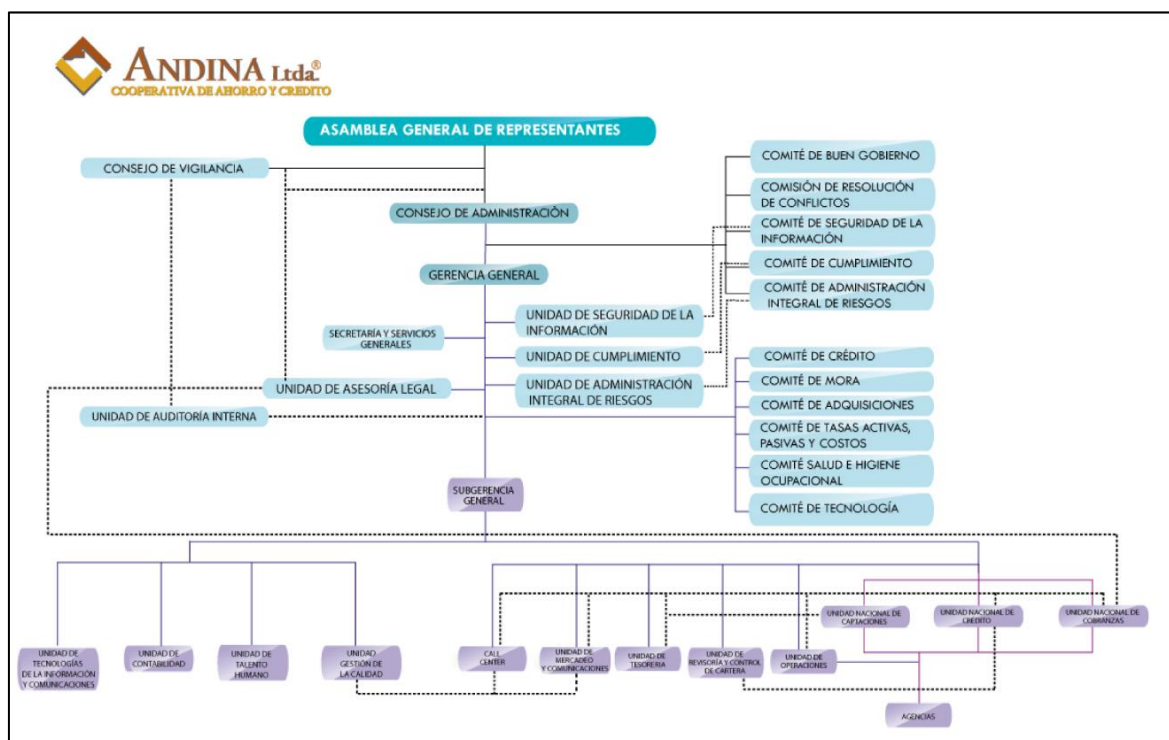 ANDINA Ltda.®
COOPERATIVA DE AHORRO Y CREDITO
ASAMBLEA GENERAL DE REPRESENTANTES
CONSEJO DE VIGILANCIA
CONSEJO DE ADMINISTRACIÓN
GERENCIA GENERAL
COMITÉ DE BUEN GOBIERNO
COMISIÓN DE RESOLUCIÓN
DE CONFLICTOS
COMITÉ DE SEGURIDAD DE LA
INFORMACIÓN
COMITÉ DE CUMPLIMIENTO
COMITÉ DE ADMINISTRACIÓN
INTEGRAL DE RIESGOS
SECRETARÍA Y SERVICIOS
GENERALES
UNIDAD DE SEGURIDAD DE LA
INFORMACIÓN
UNIDAD DE CUMPLIMIENTO
UNIDAD DE ADMINISTRACIÓN
INTEGRAL DE RIESGOS
UNIDAD DE ASESORÍA LEGAL
UNIDAD DE AUDITORÍA INTERNA
COMITÉ DE CRÉDITO
COMITÉ DE MORA
COMITÉ DE ADQUISICIONES
COMITÉ DE TASAS ACTIVAS,
PASIVAS Y COSTOS
COMITÉ SALUD E HIGIENE
OCUPACIONAL
COMITÉ DE TECNOLOGÍA
SUBGERENCIA
GENERAL
UNIDAD NACIONAL DE
CAPTACIONES
UNIDAD NACIONAL DE
CREDITO
UNIDAD NACIONAL DE
COBRANZAS
UNIDAD DE
TECNOLOGÍAS
DE LA INFORMACIÓN
Y COMUNICACIONES
UNIDAD DE
CONTABILIDAD
UNIDAD DE
TALENTO
HUMANO
UNIDAD
GESTIÓN DE
LA CALIDAD
CALL
CENTER
UNIDAD DE
MERCADEO
Y COMUNICACIONES
UNIDAD DE
TESORERIA
UNIDAD DE
REVISORÍA Y CONTROL
DE CARTERA
UNIDAD DE
OPERACIONES
AGENCIAS